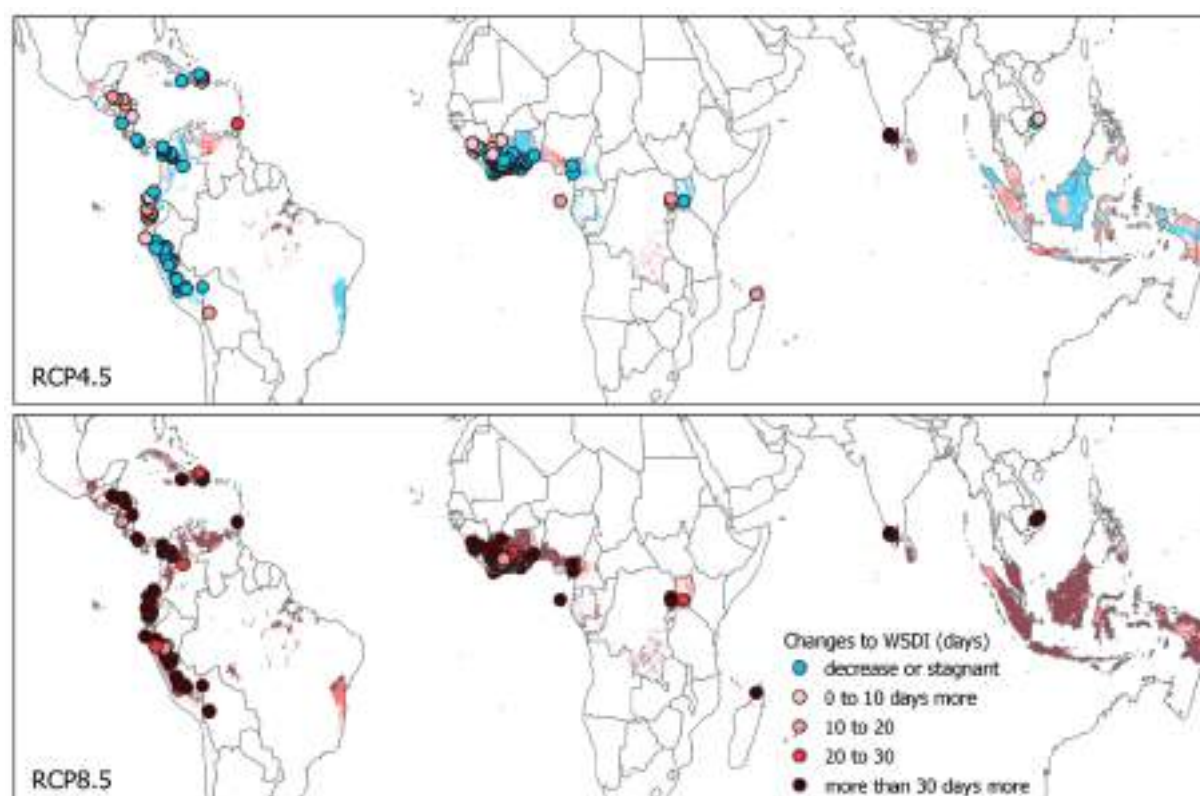 RCP4.5
Changes to WSDI (days)
decrease or stagnant
0 to 10 days more
10 to 20
20 to 30
more than 30 days more
RCP8.5